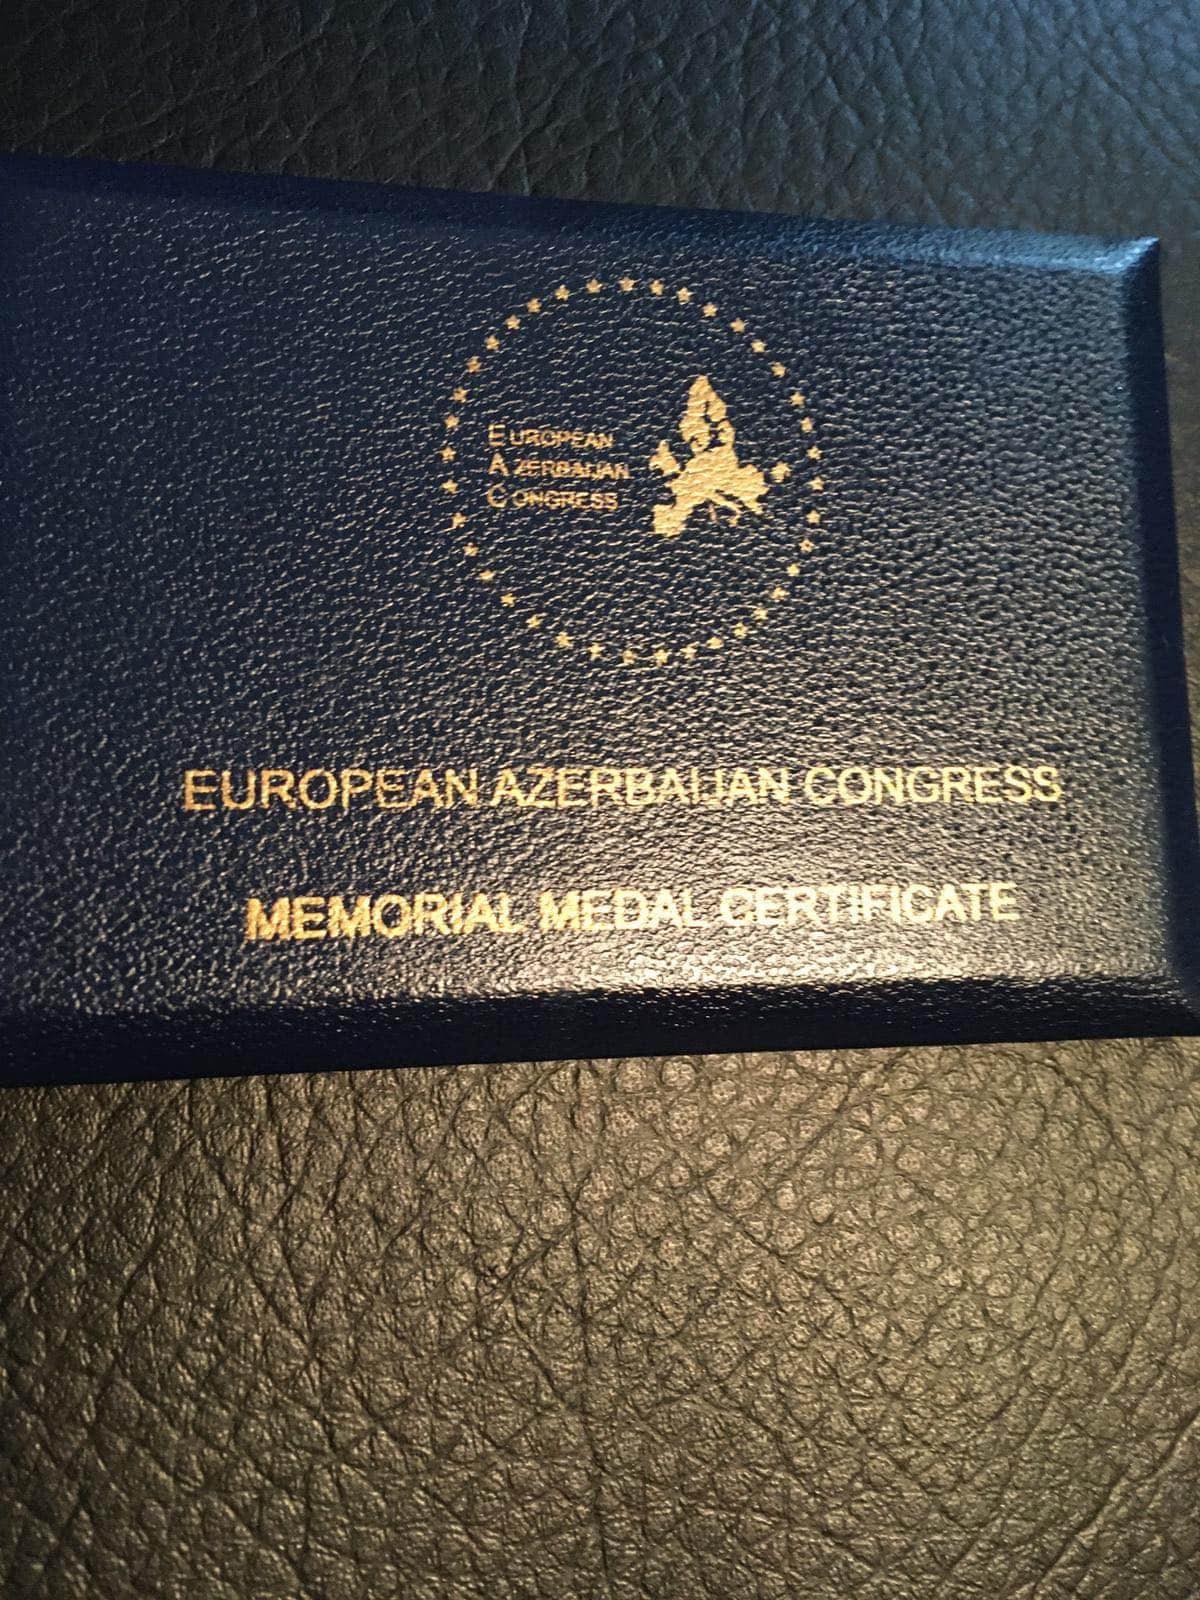 EUROPEAN
AZERBAIJAN
CONGRESS
EUROPEAN AZERBAIJAN CONGRESS
MEMORIAL MEDAL CERTIFICATE